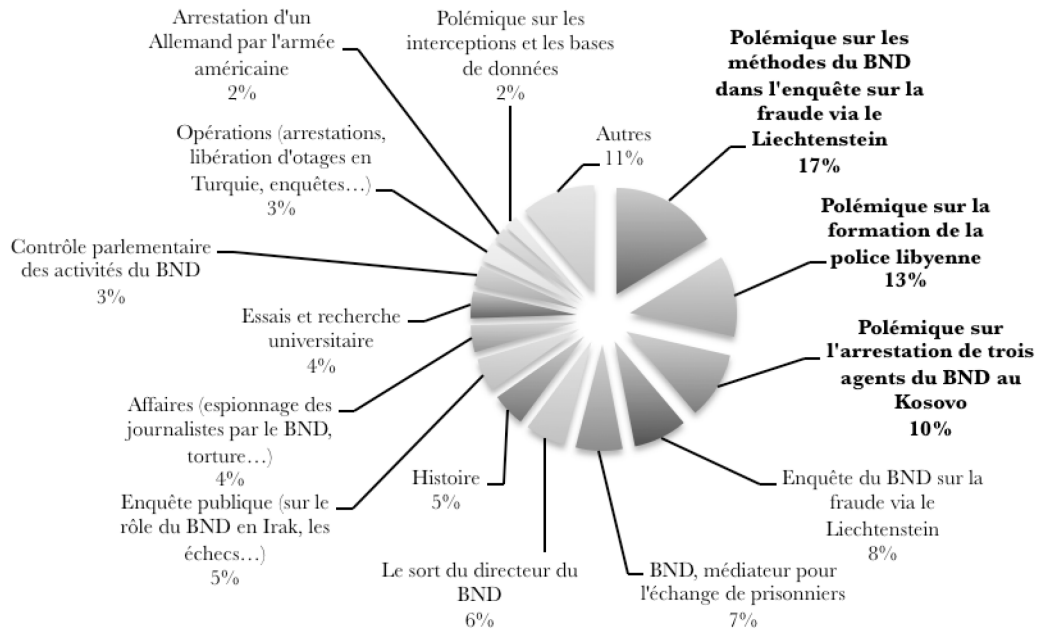 Arrestation d'un
Allemand par l'armée
américaine
2%
Polémique sur les
interceptions et les bases
de données
2%
Polémique sur les
méthodes du BND
dans l'enquête sur la
fraude via le
Liechtenstein
17%
Autres
11%
Opérations (arrestations,
libération d'otages en
Turquie, enquêtes…)
3%
Polémique sur la
formation de la
police libyenne
13%
Contrôle parlementaire
des activités du BND
3%
Essais et recherche
universitaire
4%
Polémique sur
l'arrestation de trois
agents du BND au
Kosovo
10%
Affaires (espionnage des
journalistes par le BND,
torture…)
4%
Histoire
5%
Enquête du BND sur la
fraude via le
Liechtenstein
8%
Enquête publique (sur le
rôle du BND en Irak, les
échecs…)
5%
Le sort du directeur du
BND
6%
BND, médiateur pour
l'échange de prisonniers
7%